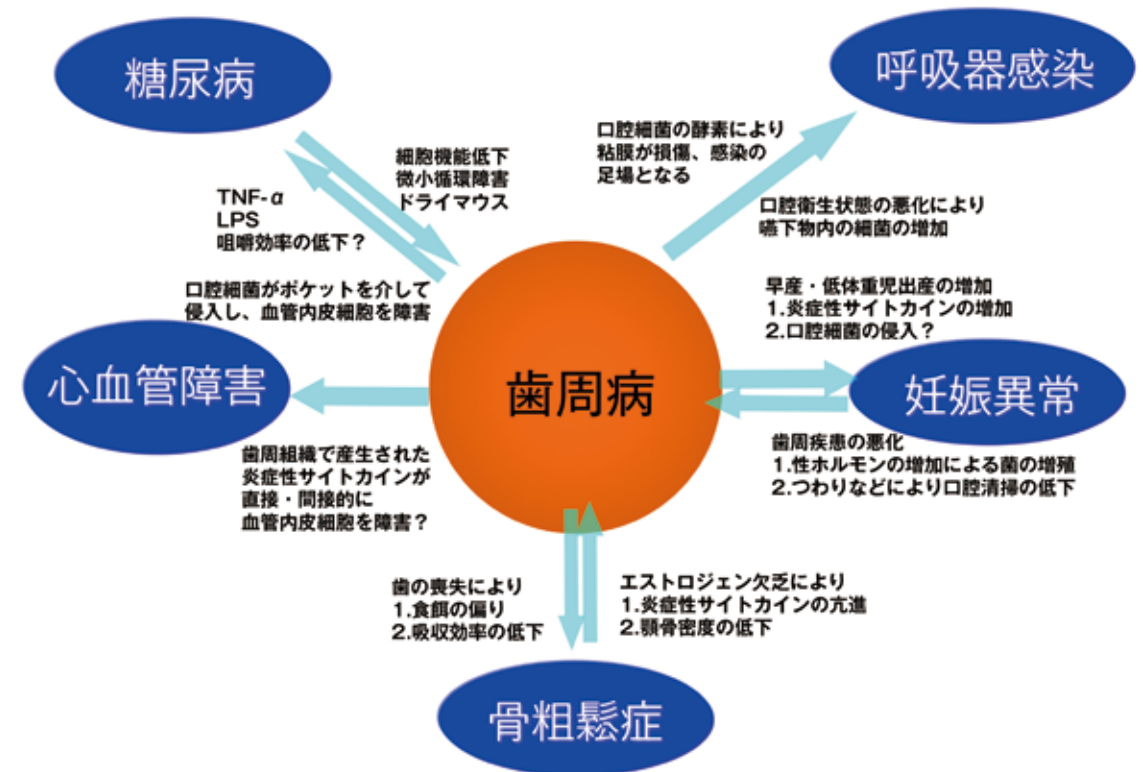 糖尿病
呼吸器感染
口腔細菌の酵素により
粘膜が損傷、感染の
足場となる
細胞機能低下
微小循環障害
ドライマウス
TNF-α
LPS
咀嚼効率の低下？
口腔衛生状態の悪化により
嚥下物内の細菌の増加
口腔細菌がポケットを介して
侵入し、血管内皮細胞を障害
早産・低体重児出産の増加
1.炎症性サイトカインの増加
2.口腔細菌の侵入？
心血管障害
歯周病
妊娠異常
歯周組織で産生された
炎症性サイトカインが
直接・間接的に
血管内皮細胞を障害？
歯周疾患の悪化
1.性ホルモンの増加による菌の増殖
2.つわりなどにより口腔清掃の低下
歯の喪失により
1.食餌の偏り
2.吸収効率の低下
エストロジェン欠乏により
1.炎症性サイトカインの亢進
2.顎骨密度の低下
骨粗鬆症